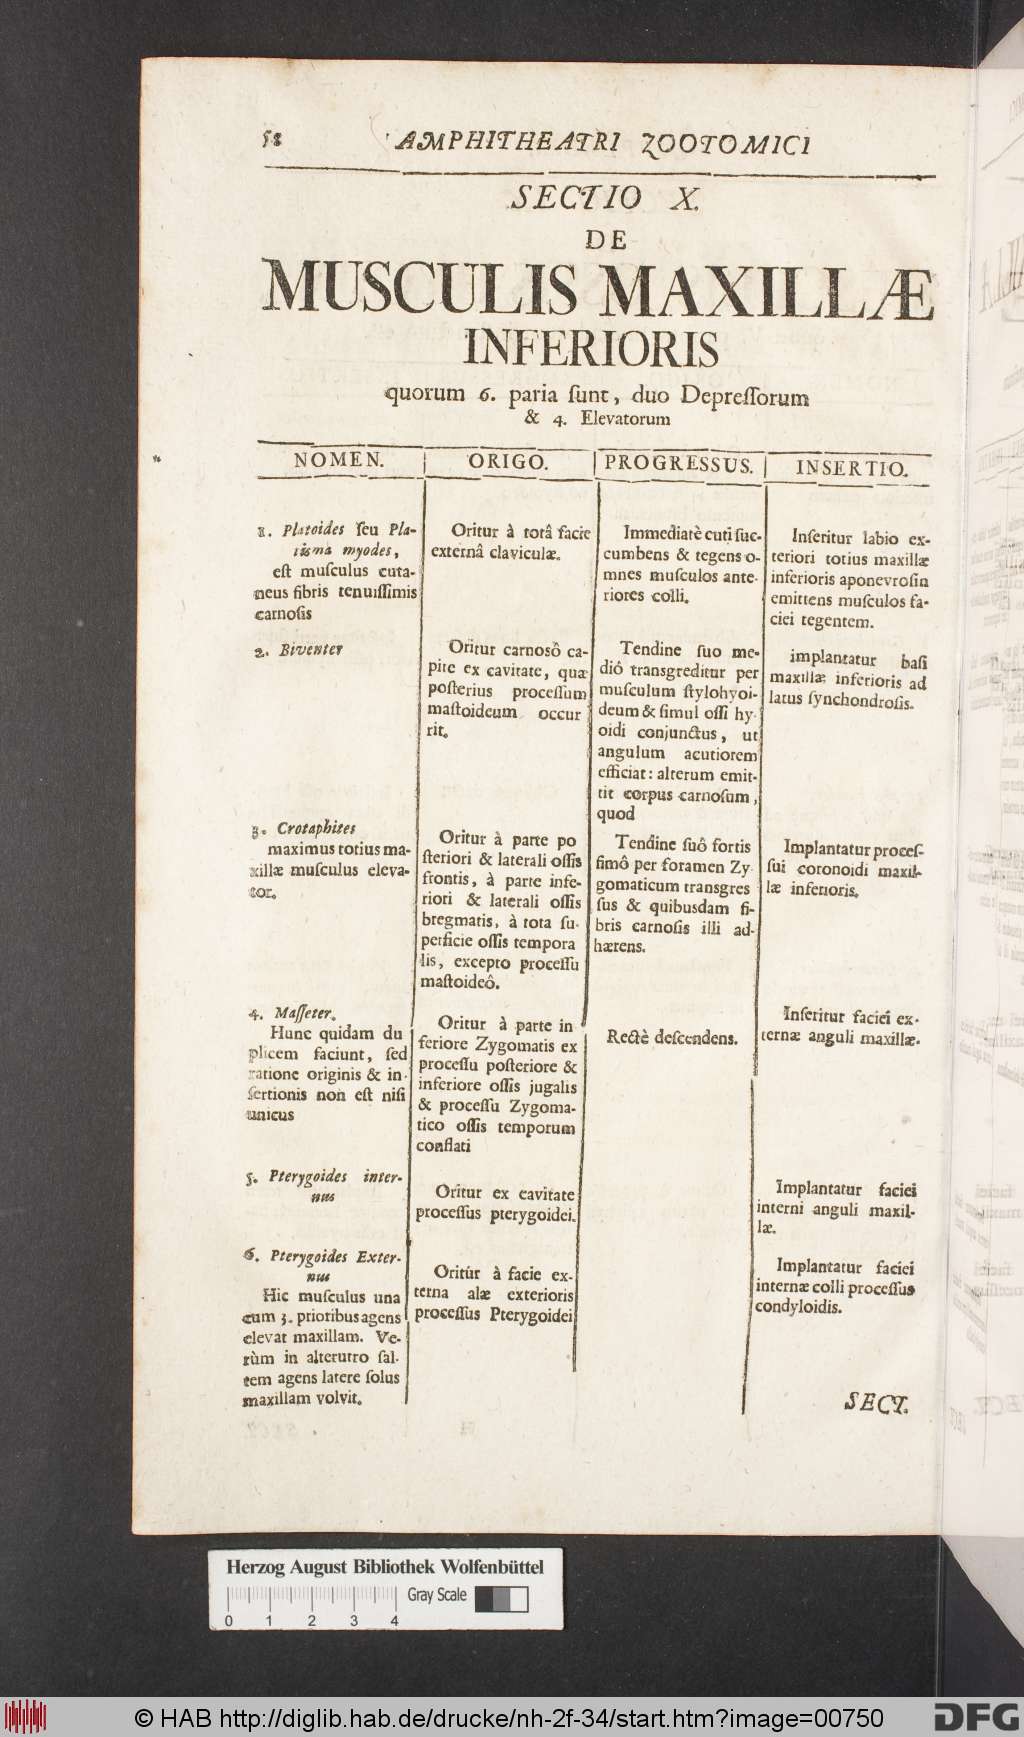 58 AMPHITHEATRI ZOOTOMICI
SECTIO X.
DE
MUSCULIS MAXILLÆ
INFERIORIS
quorum 6. paria ſunt, duo Depreſſorum
& 4. Elevatorum
NOMEN.
1. Platoides ſeu Pla-
tisma myodes,
eſt muſculus cuta-
neus fibris tenuiſſimis
carnoſis
2. Biventer
3. Crotaphites
maximus totius ma-
xillæ muſculus eleva-
tor.
4. Maſſeter.
Hunc quidam du
plicem faciunt, ſed
ratione originis & in-
ſertionis non eſt niſi
unicus
5. Pterygoides inter-
nus
6. Pterygoides Exter-
nus
Hic muſculus una
cum 3. prioribus agens
elevat maxillam. Ve-
rùm in alterutro ſal-
tem agens latere ſolus
maxillam volvit.
ORIGO.
Oritur à totâ facie
externâ claviculæ.
Oritur carnosô ca-
pite ex cavitate, quæ
poſterius proceſſum
maſtoideum occur
rit.
Oritur à parte po
ſteriori & laterali oſſis
frontis, à parte infe-
riori & laterali oſſis
bregmatis, à tota ſu-
perficie oſſis tempora
lis, excepto proceſſu
maſtoideô.
Oritur à parte in
feriore Zygomatis ex
proceſſu poſteriore &
inferiore oſſis jugalis
& proceſſu Zygoma-
tico oſſis temporum
conflati
Oritur ex cavitate
proceſſus pterygoidei.
Oritùr à facie ex-
terna alæ exterioris
proceſſus Pterygoidei
PROGRESSUS.
Immediatè cuti ſuc-
cumbens & tegens o-
mnes muſculos ante-
riores colli.
Tendine ſuo me-
diô transgreditur per
muſculum ſtylohyoi-
deum & ſimul oſſi hy-
oidi conjunctus, ut
angulum acutiorem
efficiat: alterum emit-
tit corpus carnoſum,
quod
Tendine ſuô fortis
ſimô per foramen Zy-
gomaticum transgres
ſus & quibusdam fi-
bris carnoſis illi ad-
hærens.
Rectè deſcendens.
INSERTIO.
Inſeritur labio ex-
teriori totius maxillæ
inferioris aponevroſin
emittens muſculos fa-
ciei tegentem.
implantatur baſi
maxillæ inferioris ad
latus ſynchondroſis.
Implantatur proceſ-
ſui coronoidi maxil-
læ inferioris.
Inſeritur faciei ex-
ternæ anguli maxillæ.
Implantatur faciei
interni anguli maxil-
læ.
Implantatur faciei
internæ colli proceſſus
condyloidis.
SECT.
Herzog August Bibliothek Wolfenbüttel
Gray Scale
0 1 2 3 4
© HAB http://diglib.hab.de/drucke/nh-2f-34/start.htm?image=00750
DFG